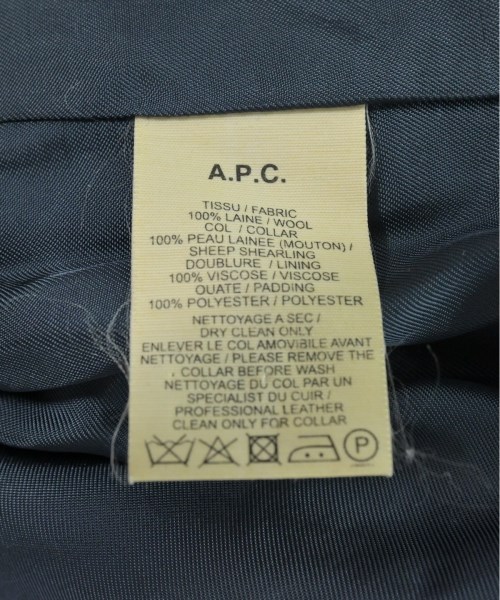 A.P.C.
TISSU / FABRIC
100% LAINE / WOOL
COL / COLLAR
100% PEAU LAINEE (MOUTON) /
SHEEP SHEARLING
DOUBLURE / LINING
100% VISCOSE / VISCOSE
OUATE / PADDING
100% POLYESTER / POLYESTER
NETTOYAGE A SEC /
DRY CLEAN ONLY
ENLEVER LE COL AMOVIBILE AVANT
NETTOYAGE / PLEASE REMOVE THE
COLLAR BEFORE WASH
NETTOYAGE DU COL PAR UN
SPECIALIST DU CUIR /
PROFESSIONAL LEATHER
CLEAN ONLY FOR COLLAR
P